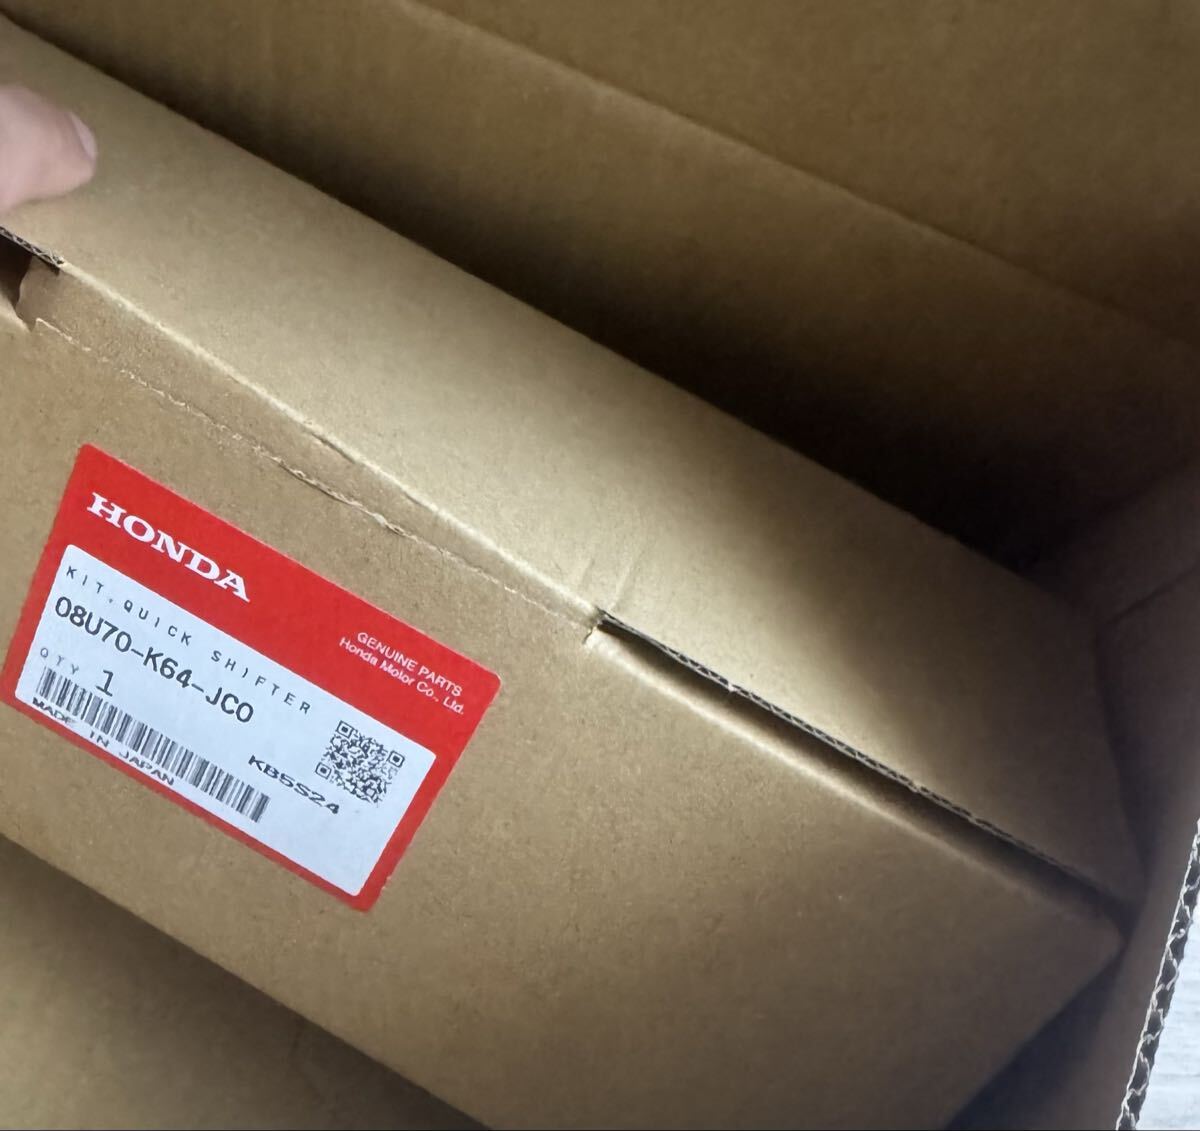 HONDA
GENUINE PARTS
Honda Motor Co., Ltd.
KIT, QUICK SHIFTER
08U70-K64-JC0
QTY 1
KB5S24
MADE IN JAPAN